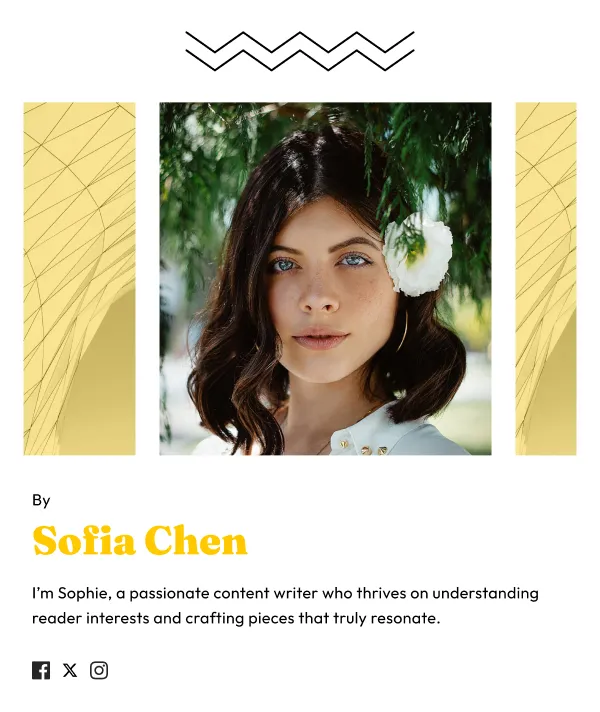 By
Sofia Chen
I'm Sophie, a passionate content writer who thrives on understanding
reader interests and crafting pieces that truly resonate.